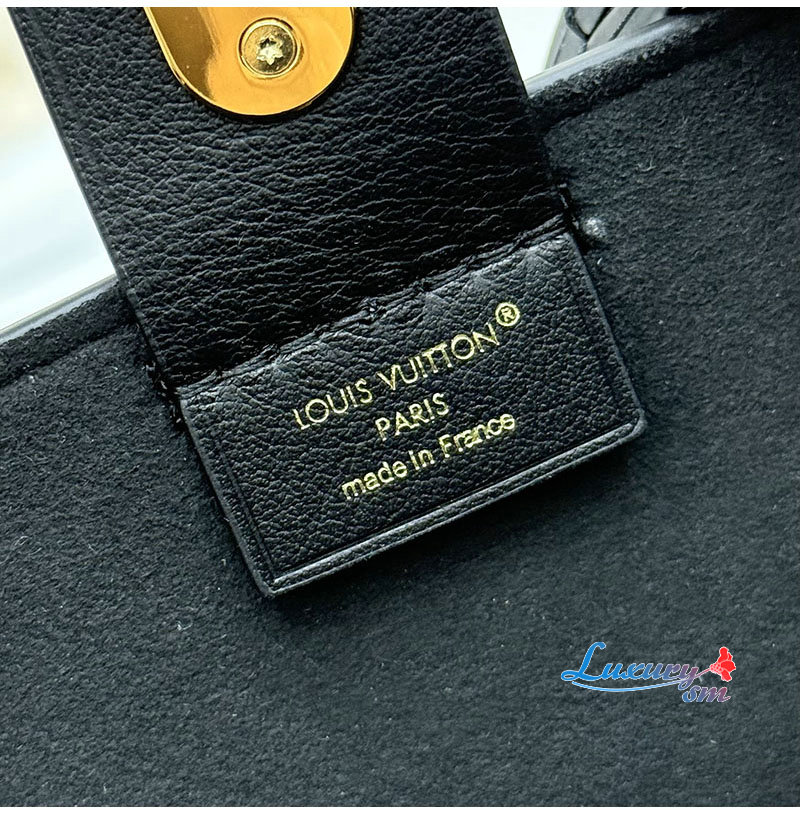 LOUIS VUITTON®
PARIS
made in France
Luxury
sm